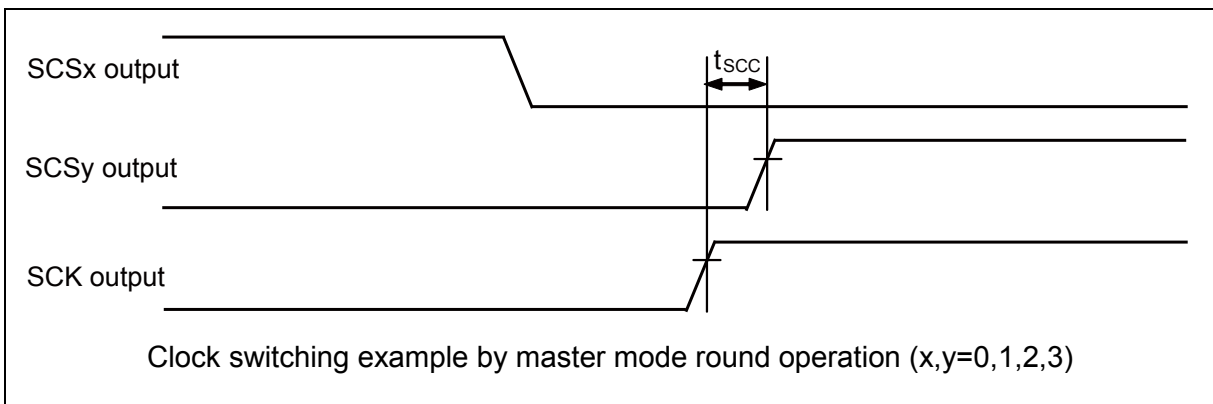 SCSx output
tSCC
SCSy output
SCK output
Clock switching example by master mode round operation (x,y=0,1,2,3)